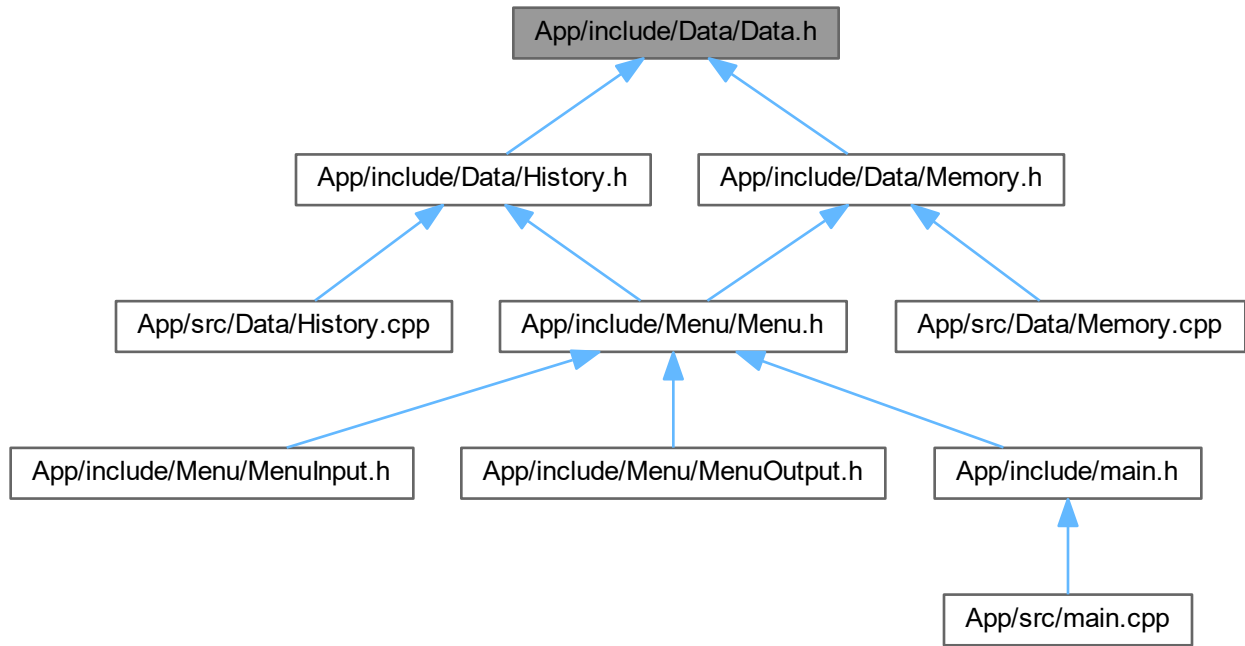 App/include/Data/Data.h
App/include/Data/History.h
App/include/Data/Memory.h
App/src/Data/History.cpp
App/include/Menu/Menu.h
App/src/Data/Memory.cpp
App/include/Menu/MenuInput.h
App/include/Menu/MenuOutput.h
App/include/main.h
App/src/main.cpp